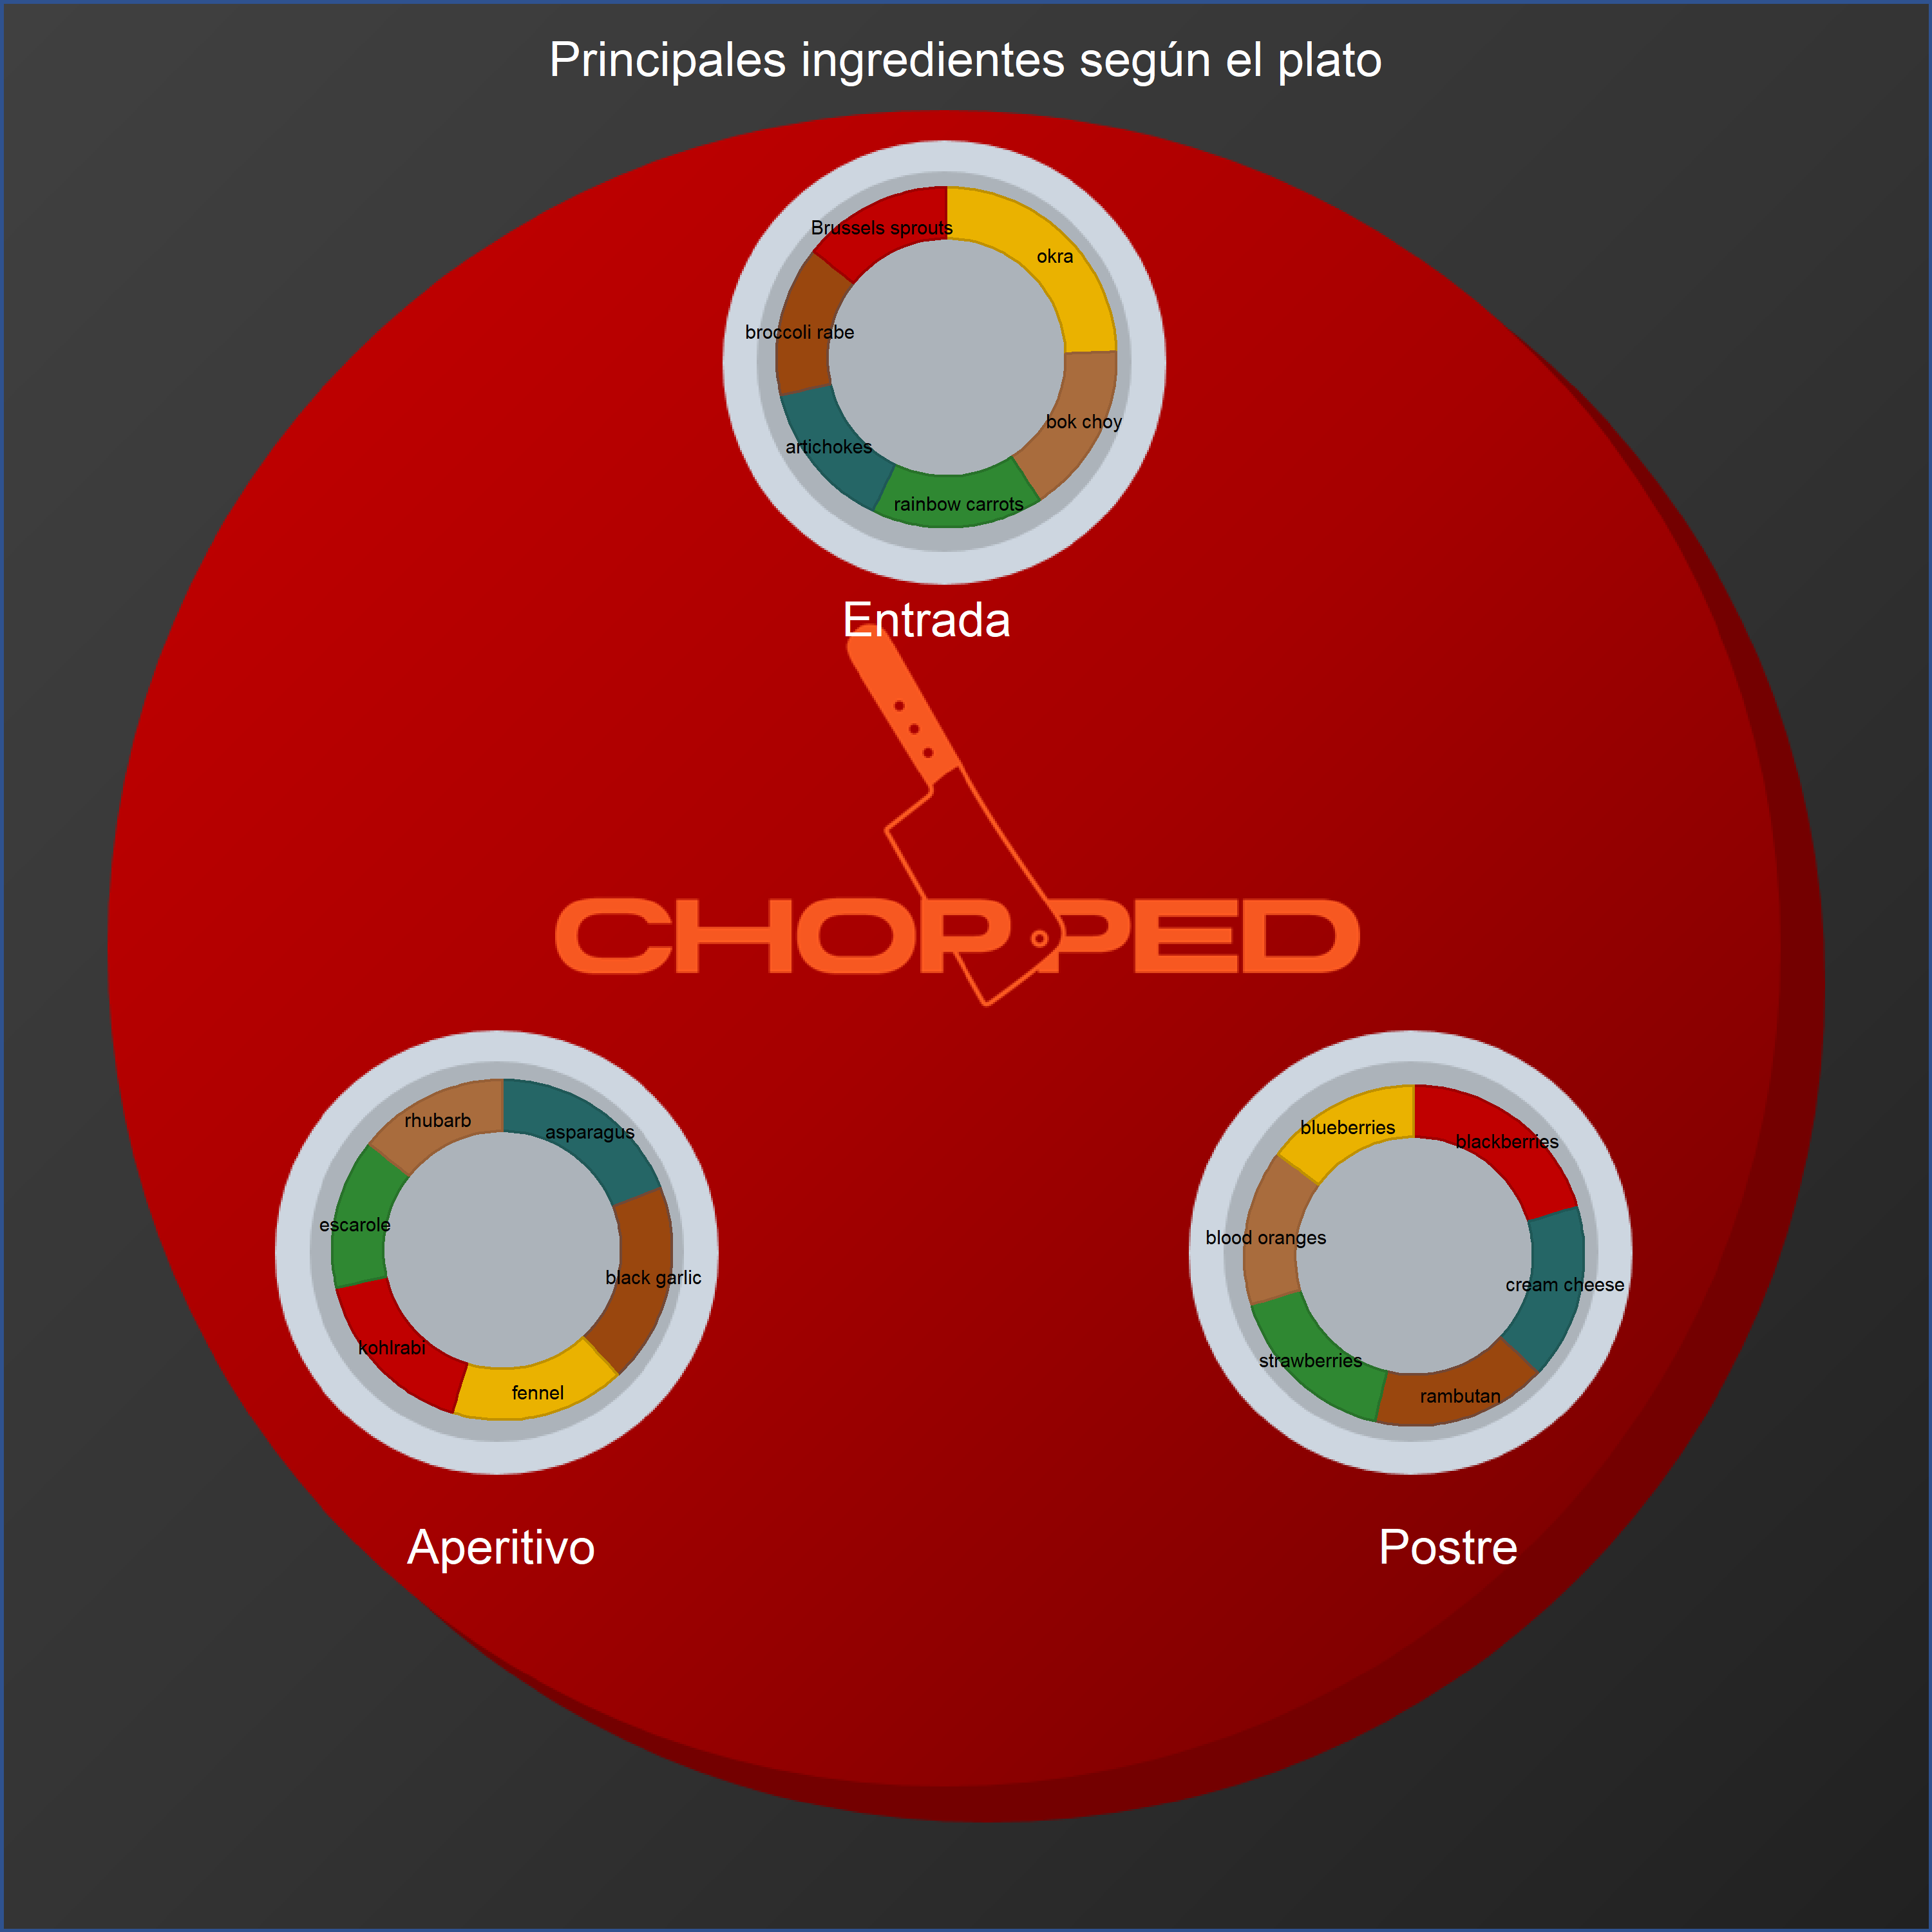 Principales ingredientes según el plato
Brussels sprouts
okra
broccoli rabe
bok choy
artichokes
rainbow carrots
Entrada
CHOPPED
rhubarb
asparagus
escarole
black garlic
kohlrabi
fennel
Aperitivo
blueberries
blackberries
blood oranges
cream cheese
strawberries
rambutan
Postre